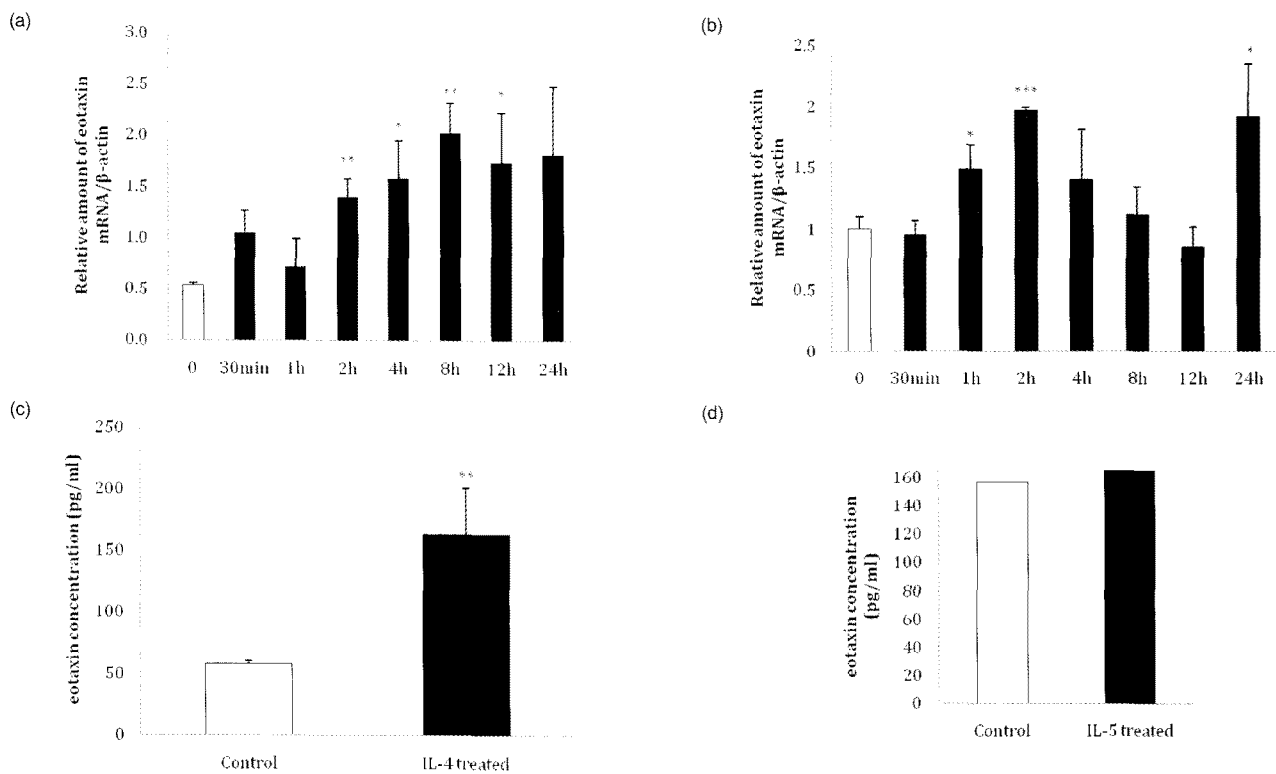 (a)
3.0
2.5
2.0
1.5
1.0
0.5
0.0
Relative amount of eotaxin
mRNA/β-actin
**
*
**
*
0 30min 1h 2h 4h 8h 12h 24h
(b)
2.5
2
1.5
1
0.5
0
Relative amount of eotaxin
mRNA/β-actin
*
***
*
0 30min 1h 2h 4h 8h 12h 24h
(c)
250
200
150
100
50
0
eotaxin concentration (pg/ml)
**
Control IL-4 treated
(d)
160
140
120
100
80
60
40
20
0
eotaxin concentration
(pg/ml)
Control IL-5 treated